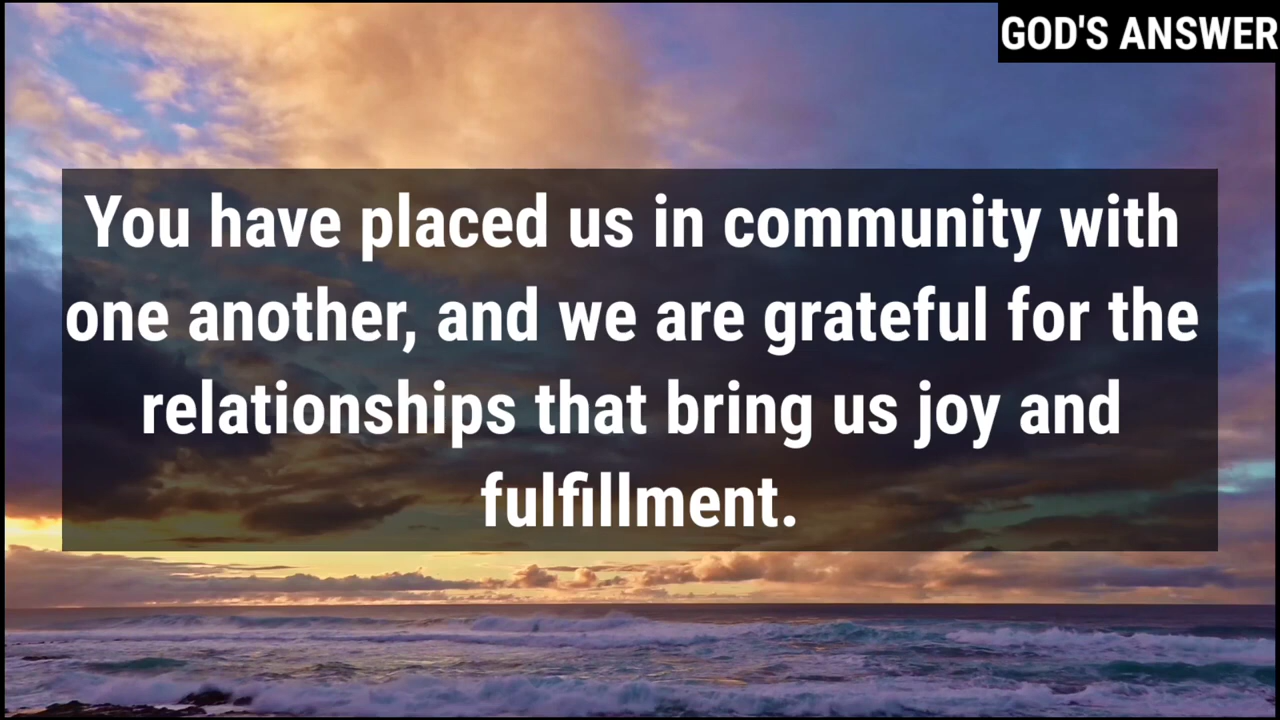 GOD'S ANSWER
You have placed us in community with
one another, and we are grateful for the
relationships that bring us joy and
fulfillment.